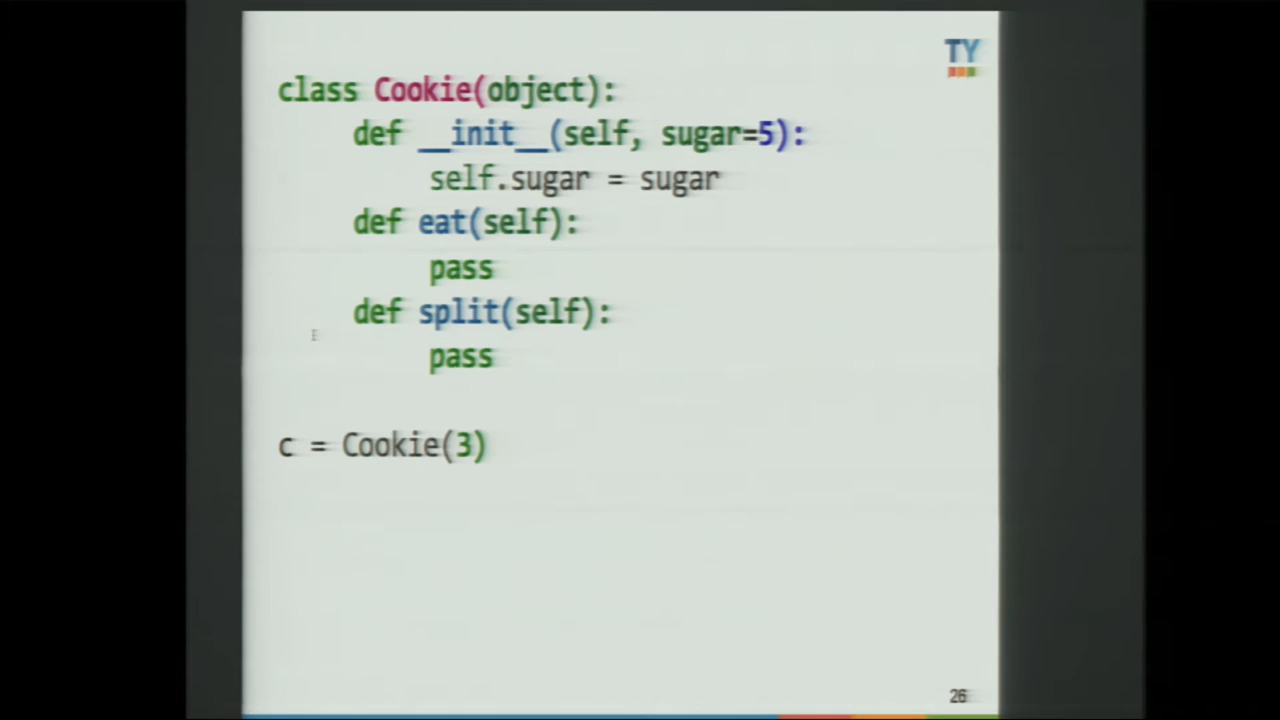 TY
class Cookie(object):
    def __init__(self, sugar=5):
        self.sugar = sugar
    def eat(self):
        pass
    def split(self):
        pass
c = Cookie(3)
26